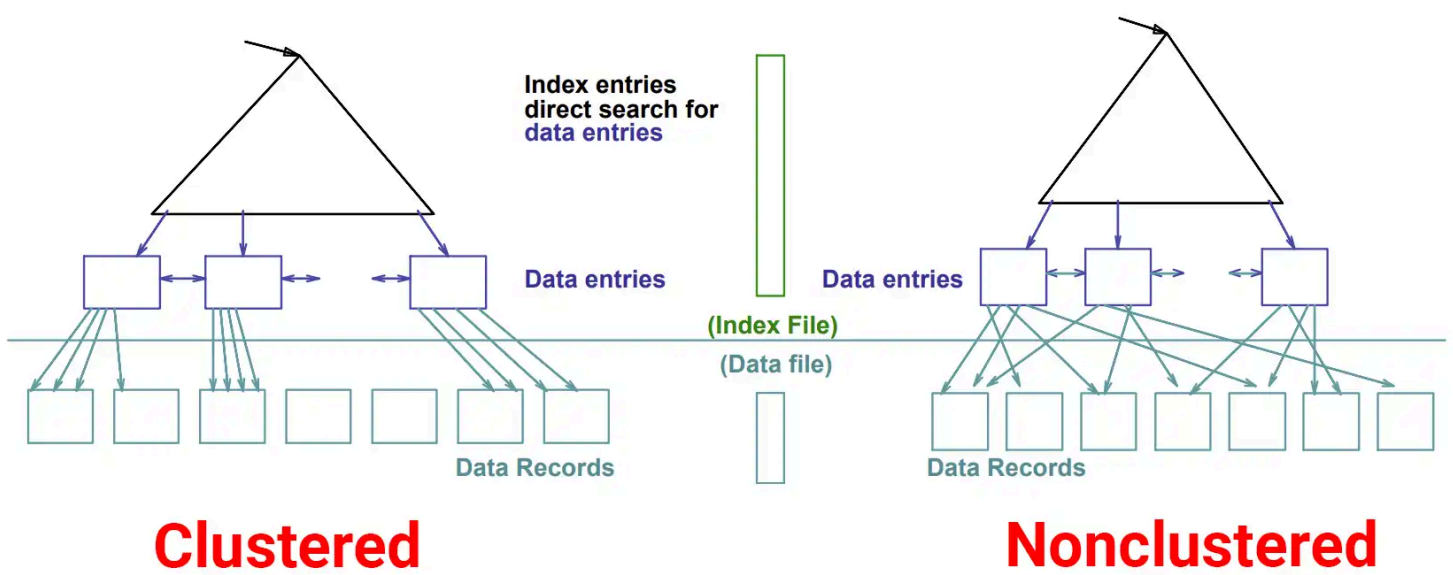 Index entries
direct search for
data entries
Data entries
Data entries
(Index File)
(Data file)
Data Records
Data Records
Clustered
Nonclustered